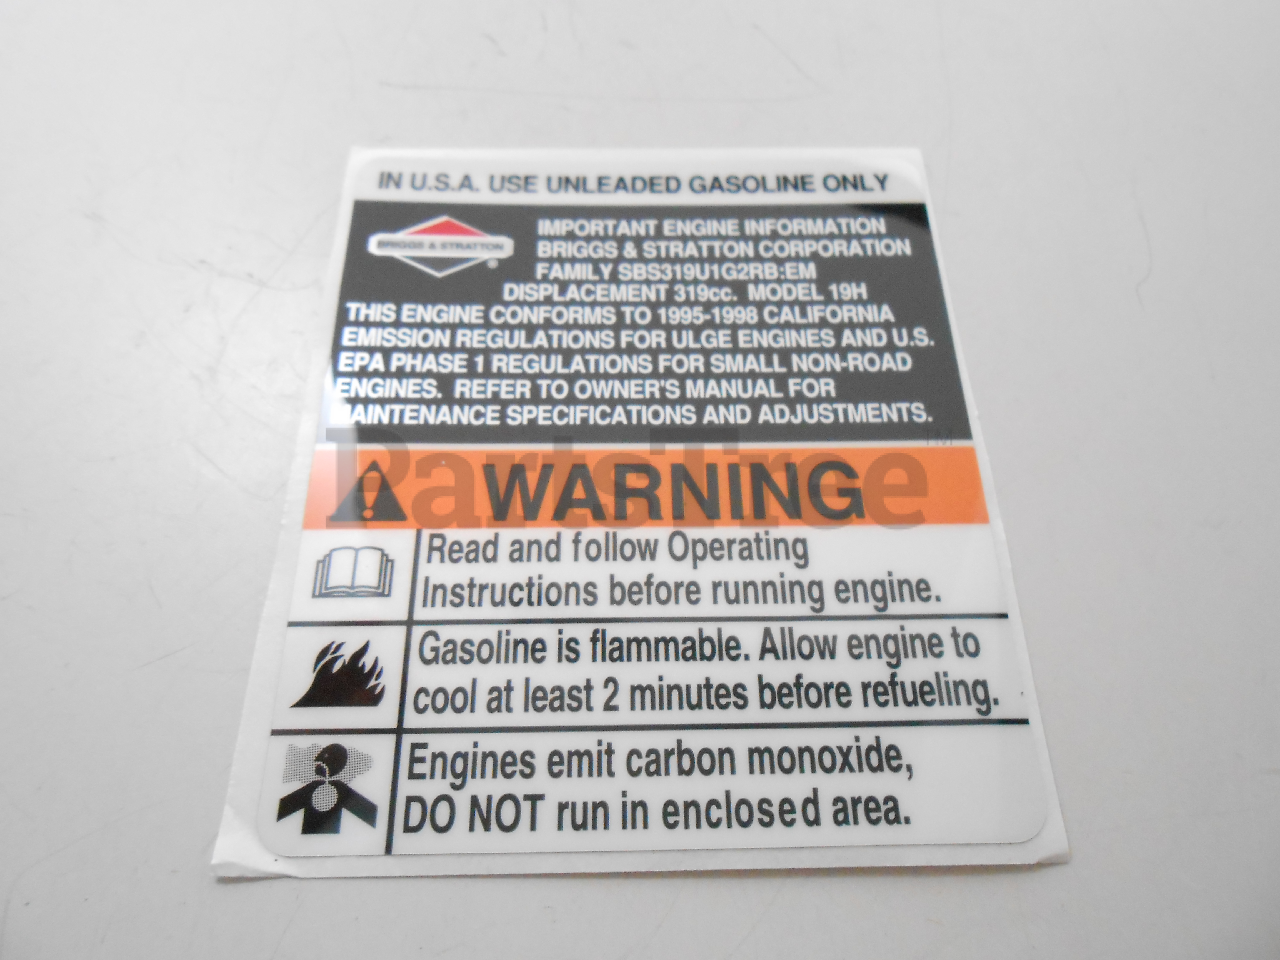 IN U.S.A. USE UNLEADED GASOLINE ONLY
BRIGGS & STRATTON
®
IMPORTANT ENGINE INFORMATION
BRIGGS & STRATTON CORPORATION
FAMILY SBS319U1G2RB:EM
DISPLACEMENT 319cc. MODEL 19H
THIS ENGINE CONFORMS TO 1995-1998 CALIFORNIA
EMISSION REGULATIONS FOR ULGE ENGINES AND U.S.
EPA PHASE 1 REGULATIONS FOR SMALL NON-ROAD
ENGINES. REFER TO OWNER'S MANUAL FOR
MAINTENANCE SPECIFICATIONS AND ADJUSTMENTS.
PartsTree™
WARNING
Read and follow Operating
Instructions before running engine.
Gasoline is flammable. Allow engine to
cool at least 2 minutes before refueling.
Engines emit carbon monoxide,
DO NOT run in enclosed area.